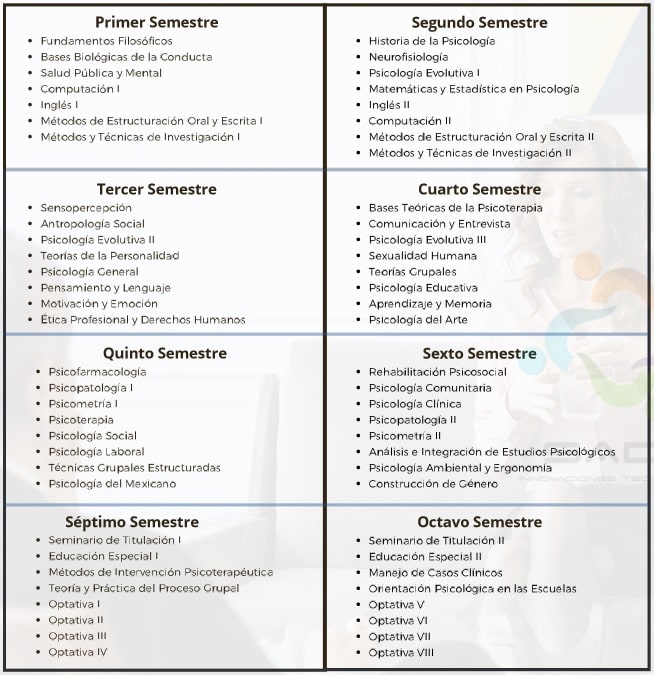 Primer Semestre
Fundamentos Filosóficos
Bases Biológicas de la Conducta
Salud Pública y Mental
Computación I
Inglés I
Métodos de Estructuración Oral y Escrita I
Métodos y Técnicas de Investigación I
Segundo Semestre
Historia de la Psicología
Neurofisiología
Psicología Evolutiva I
Matemáticas y Estadística en Psicología
Inglés II
Computación II
Métodos de Estructuración Oral y Escrita II
Métodos y Técnicas de Investigación II
Tercer Semestre
Sensopercepción
Antropología Social
Psicología Evolutiva II
Teorías de la Personalidad
Psicología General
Pensamiento y Lenguaje
Motivación y Emoción
Ética Profesional y Derechos Humanos
Cuarto Semestre
Bases Teóricas de la Psicoterapia
Comunicación y Entrevista
Psicología Evolutiva III
Sexualidad Humana
Teorías Grupales
Psicología Educativa
Aprendizaje y Memoria
Psicología del Arte
Quinto Semestre
Psicofarmacología
Psicopatología I
Psicometría I
Psicoterapia
Psicología Social
Psicología Laboral
Técnicas Grupales Estructuradas
Psicología del Mexicano
Sexto Semestre
Rehabilitación Psicosocial
Psicología Comunitaria
Psicología Clínica
Psicopatología II
Psicometría II
Análisis e Integración de Estudios Psicológicos
Psicología Ambiental y Ergonomía
Construcción de Género
Séptimo Semestre
Seminario de Titulación I
Educación Especial I
Métodos de Intervención Psicoterapéutica
Teoría y Práctica del Proceso Grupal
Optativa I
Optativa II
Optativa III
Optativa IV
Octavo Semestre
Seminario de Titulación II
Educación Especial II
Manejo de Casos Clínicos
Orientación Psicológica en las Escuelas
Optativa V
Optativa VI
Optativa VII
Optativa VIII